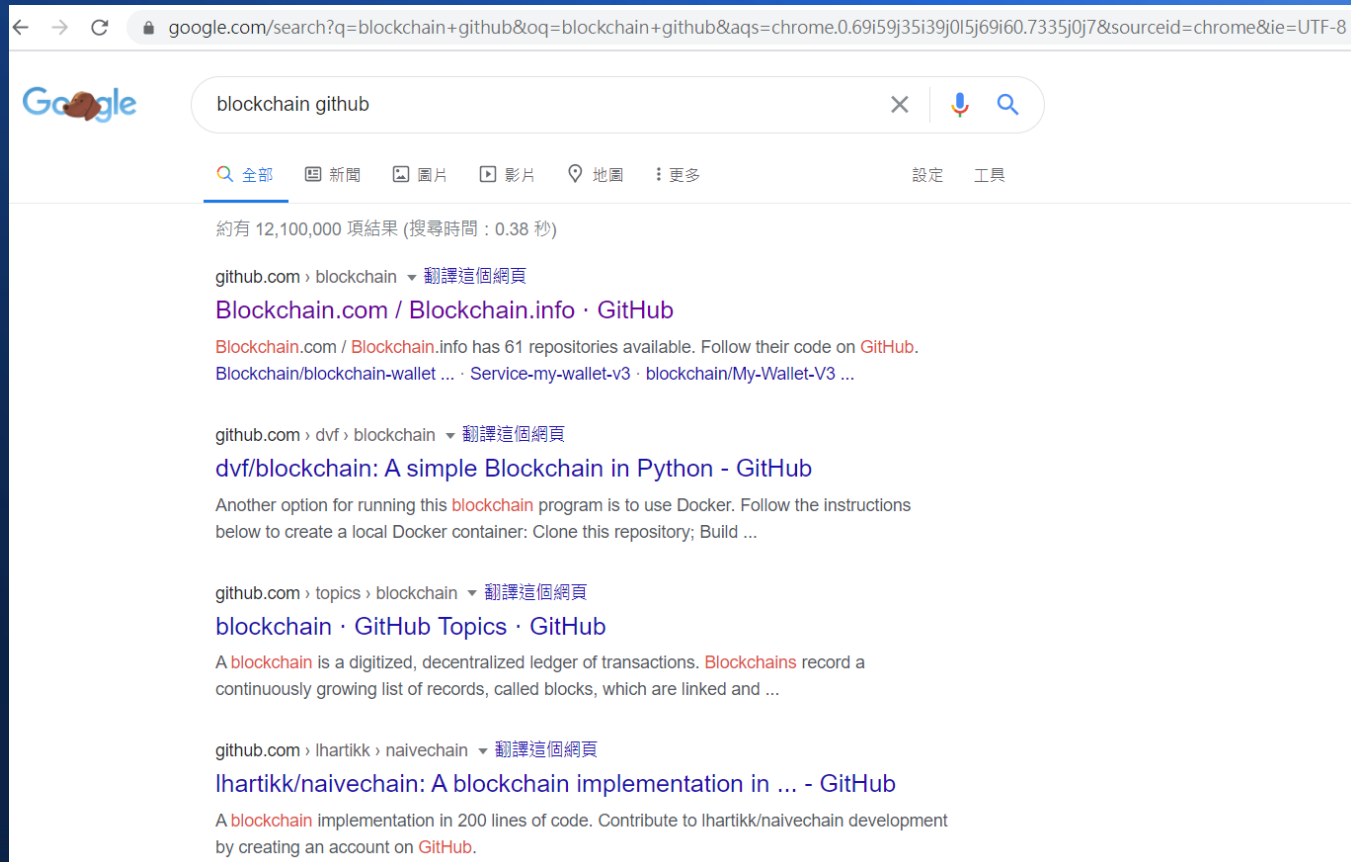 google.com/search?q=blockchain+github&oq=blockchain+github&aqs=chrome.0.69i59j35i39j0l5j69i60.7335j0j7&sourceid=chrome&ie=UTF-8
Google
blockchain github
全部 新聞 圖片 影片 地圖 更多 設定 工具
約有 12,100,000 項結果 (搜尋時間：0.38 秒)
github.com › blockchain 翻譯這個網頁
Blockchain.com / Blockchain.info · GitHub
Blockchain.com / Blockchain.info has 61 repositories available. Follow their code on GitHub.
Blockchain/blockchain-wallet ... · Service-my-wallet-v3 · blockchain/My-Wallet-V3 ...
github.com › dvf › blockchain 翻譯這個網頁
dvf/blockchain: A simple Blockchain in Python - GitHub
Another option for running this blockchain program is to use Docker. Follow the instructions
below to create a local Docker container: Clone this repository; Build ...
github.com › topics › blockchain 翻譯這個網頁
blockchain · GitHub Topics · GitHub
A blockchain is a digitized, decentralized ledger of transactions. Blockchains record a
continuously growing list of records, called blocks, which are linked and ...
github.com › lhartikk › naivechain 翻譯這個網頁
lhartikk/naivechain: A blockchain implementation in ... - GitHub
A blockchain implementation in 200 lines of code. Contribute to lhartikk/naivechain development
by creating an account on GitHub.